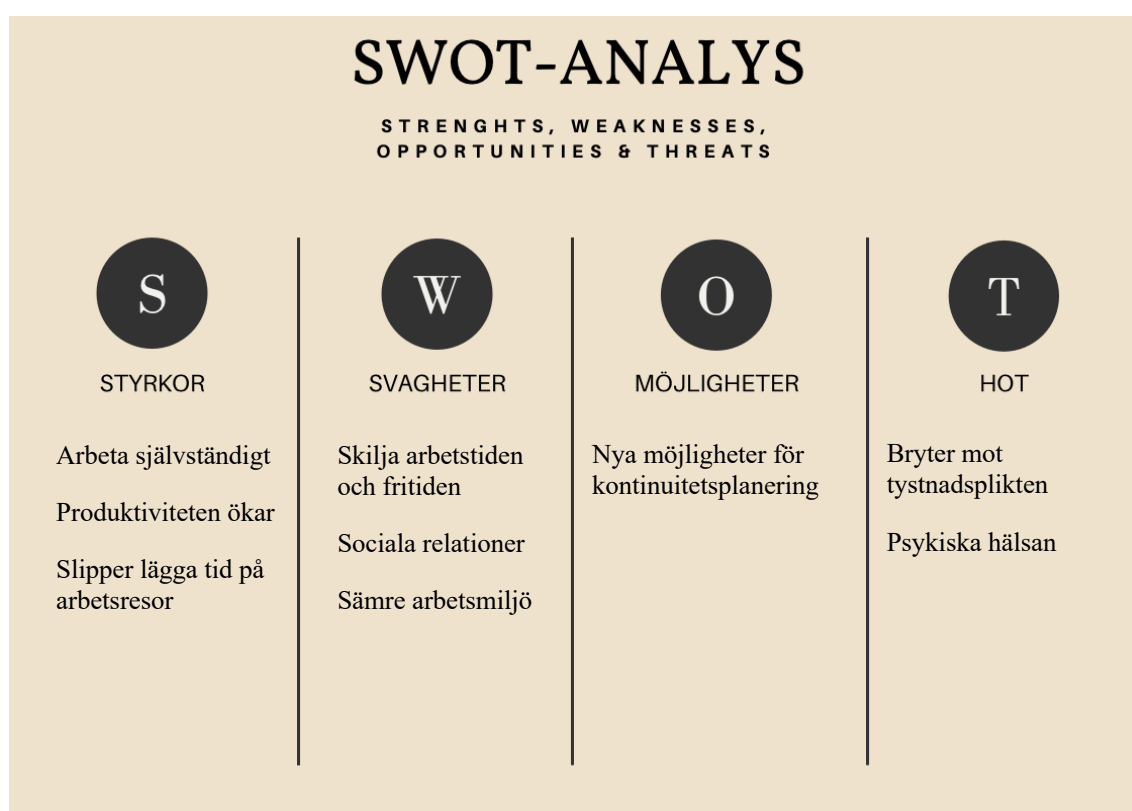 SWOT-ANALYS
STRENGHTS, WEAKNESSES,
OPPORTUNITIES & THREATS
S
STYRKOR
Arbeta självständigt
Produktiviteten ökar
Slipper lägga tid på
arbetsresor
W
SVAGHETER
Skilja arbetstiden
och fritiden
Sociala relationer
Sämre arbetsmiljö
O
MÖJLIGHETER
Nya möjligheter för
kontinuitetsplanering
T
HOT
Bryter mot
tystnadsplikten
Psykiska hälsan